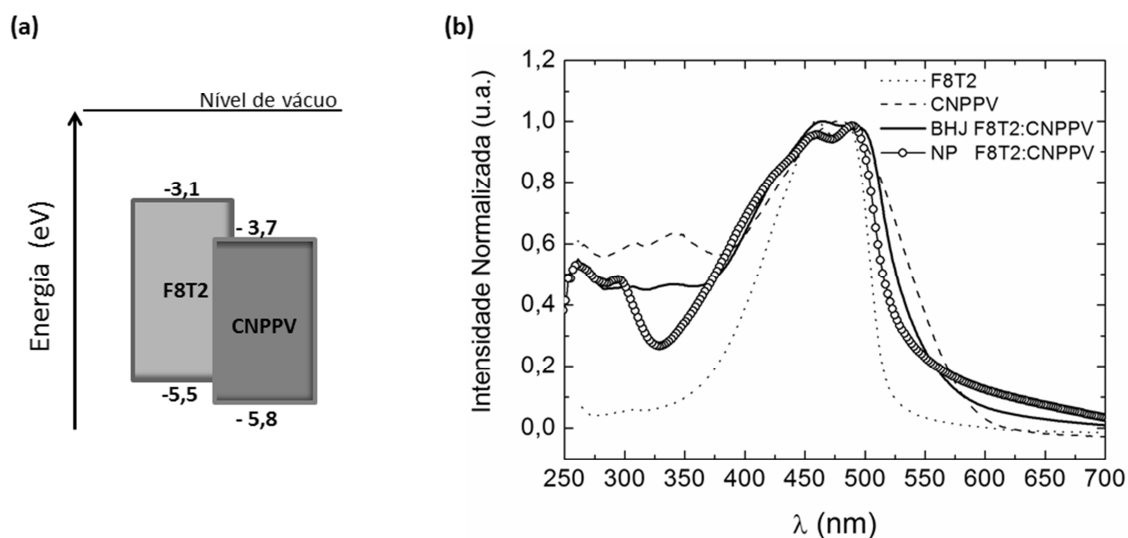 (a)
Nível de vácuo
Energia (eV)
-3,1
- 3,7
F8T2
CNPPV
-5,5
- 5,8
(b)
Intensidade Normalizada (u.a.)
1,2
1,0
0,8
0,6
0,4
0,2
0,0
F8T2
CNPPV
BHJ F8T2:CNPPV
NP F8T2:CNPPV
250 300 350 400 450 500 550 600 650 700
λ (nm)